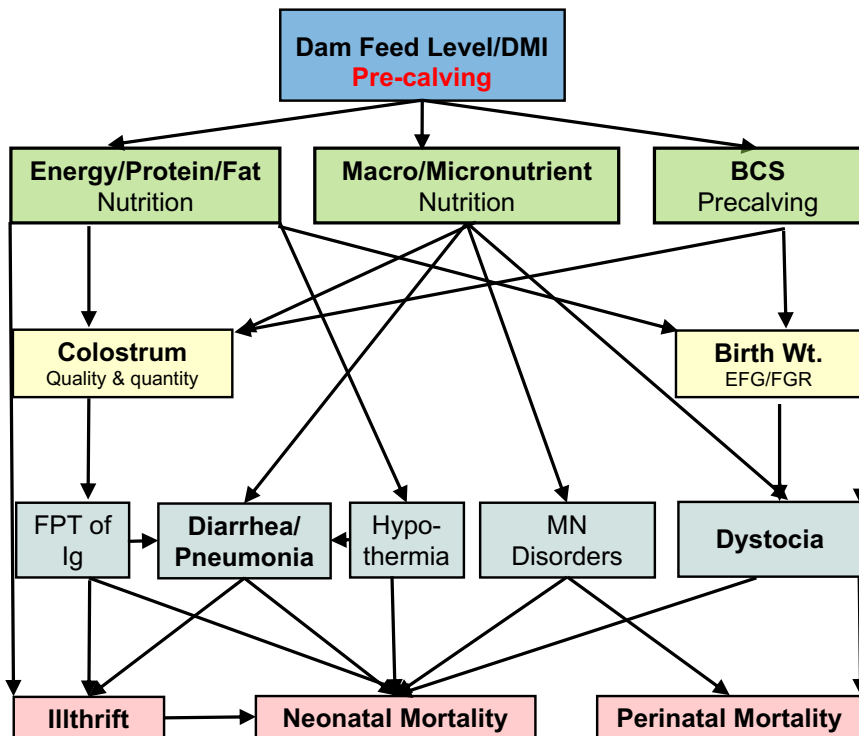 Dam Feed Level/DMI
Pre-calving
Energy/Protein/Fat
Nutrition
Macro/Micronutrient
Nutrition
BCS
Precalving
Colostrum
Quality & quantity
Birth Wt.
EFG/FGR
FPT of
Ig
Diarrhea/
Pneumonia
Hypo-
thermia
MN
Disorders
Dystocia
Illthrift
Neonatal Mortality
Perinatal Mortality